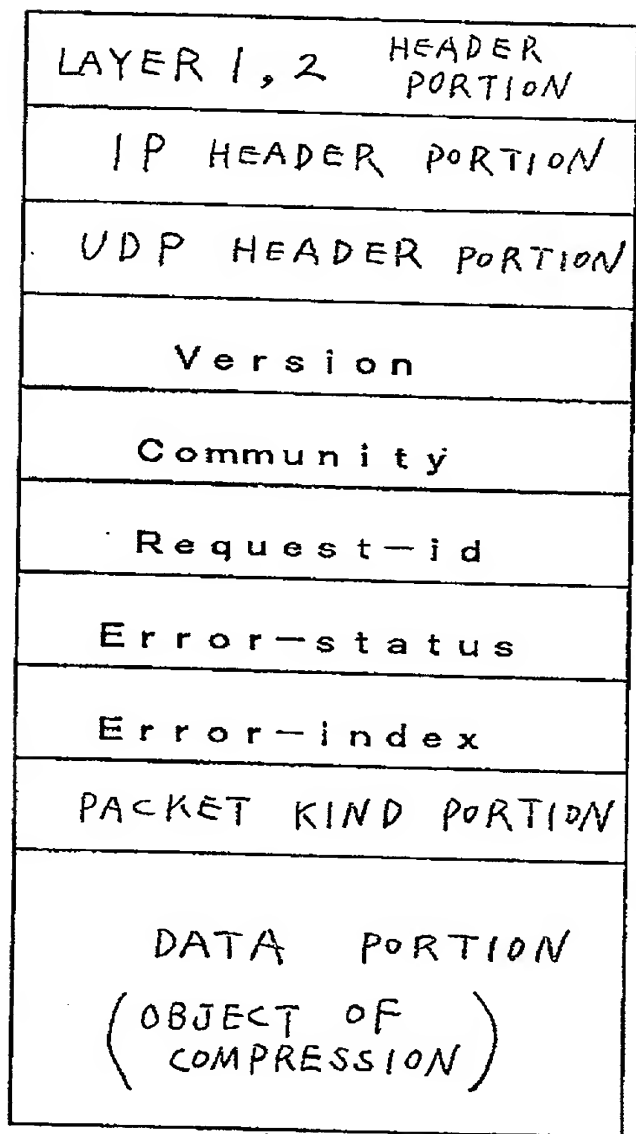 LAYER 1, 2 HEADER
PORTION
IP HEADER PORTION
UDP HEADER PORTION
Version
Community
Request-id
Error-status
Error-index
PACKET KIND PORTION
DATA PORTION
(OBJECT OF
COMPRESSION)